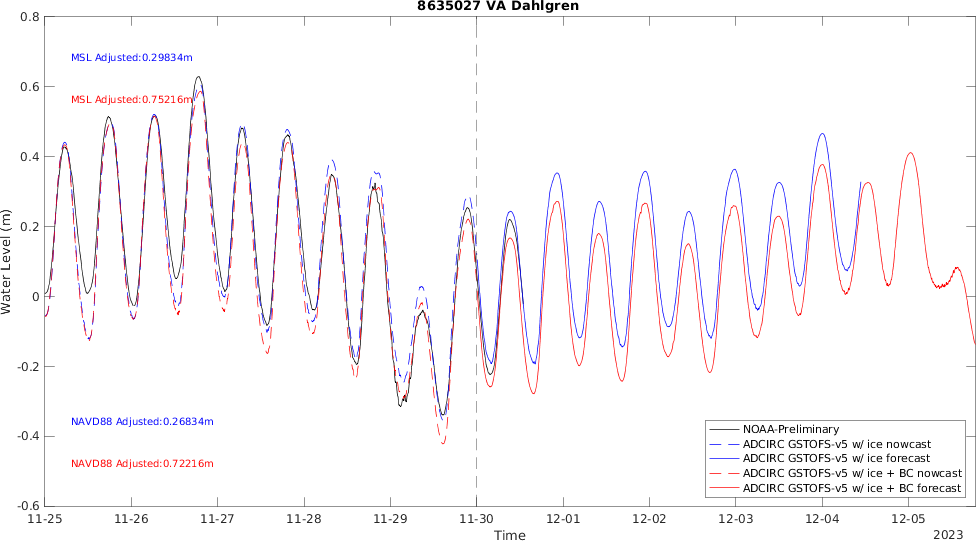 8635027 VA Dahlgren
0.8
0.6
0.4
0.2
0
-0.2
-0.4
-0.6
Water Level (m)
MSL Adjusted:0.29834m
MSL Adjusted:0.75216m
NAVD88 Adjusted:0.26834m
NAVD88 Adjusted:0.72216m
NOAA-Preliminary
ADCIRC GSTOFS-v5 w/ ice nowcast
ADCIRC GSTOFS-v5 w/ ice forecast
ADCIRC GSTOFS-v5 w/ ice + BC nowcast
ADCIRC GSTOFS-v5 w/ ice + BC forecast
11-25 11-26 11-27 11-28 11-29 11-30 12-01 12-02 12-03 12-04 12-05
Time
2023